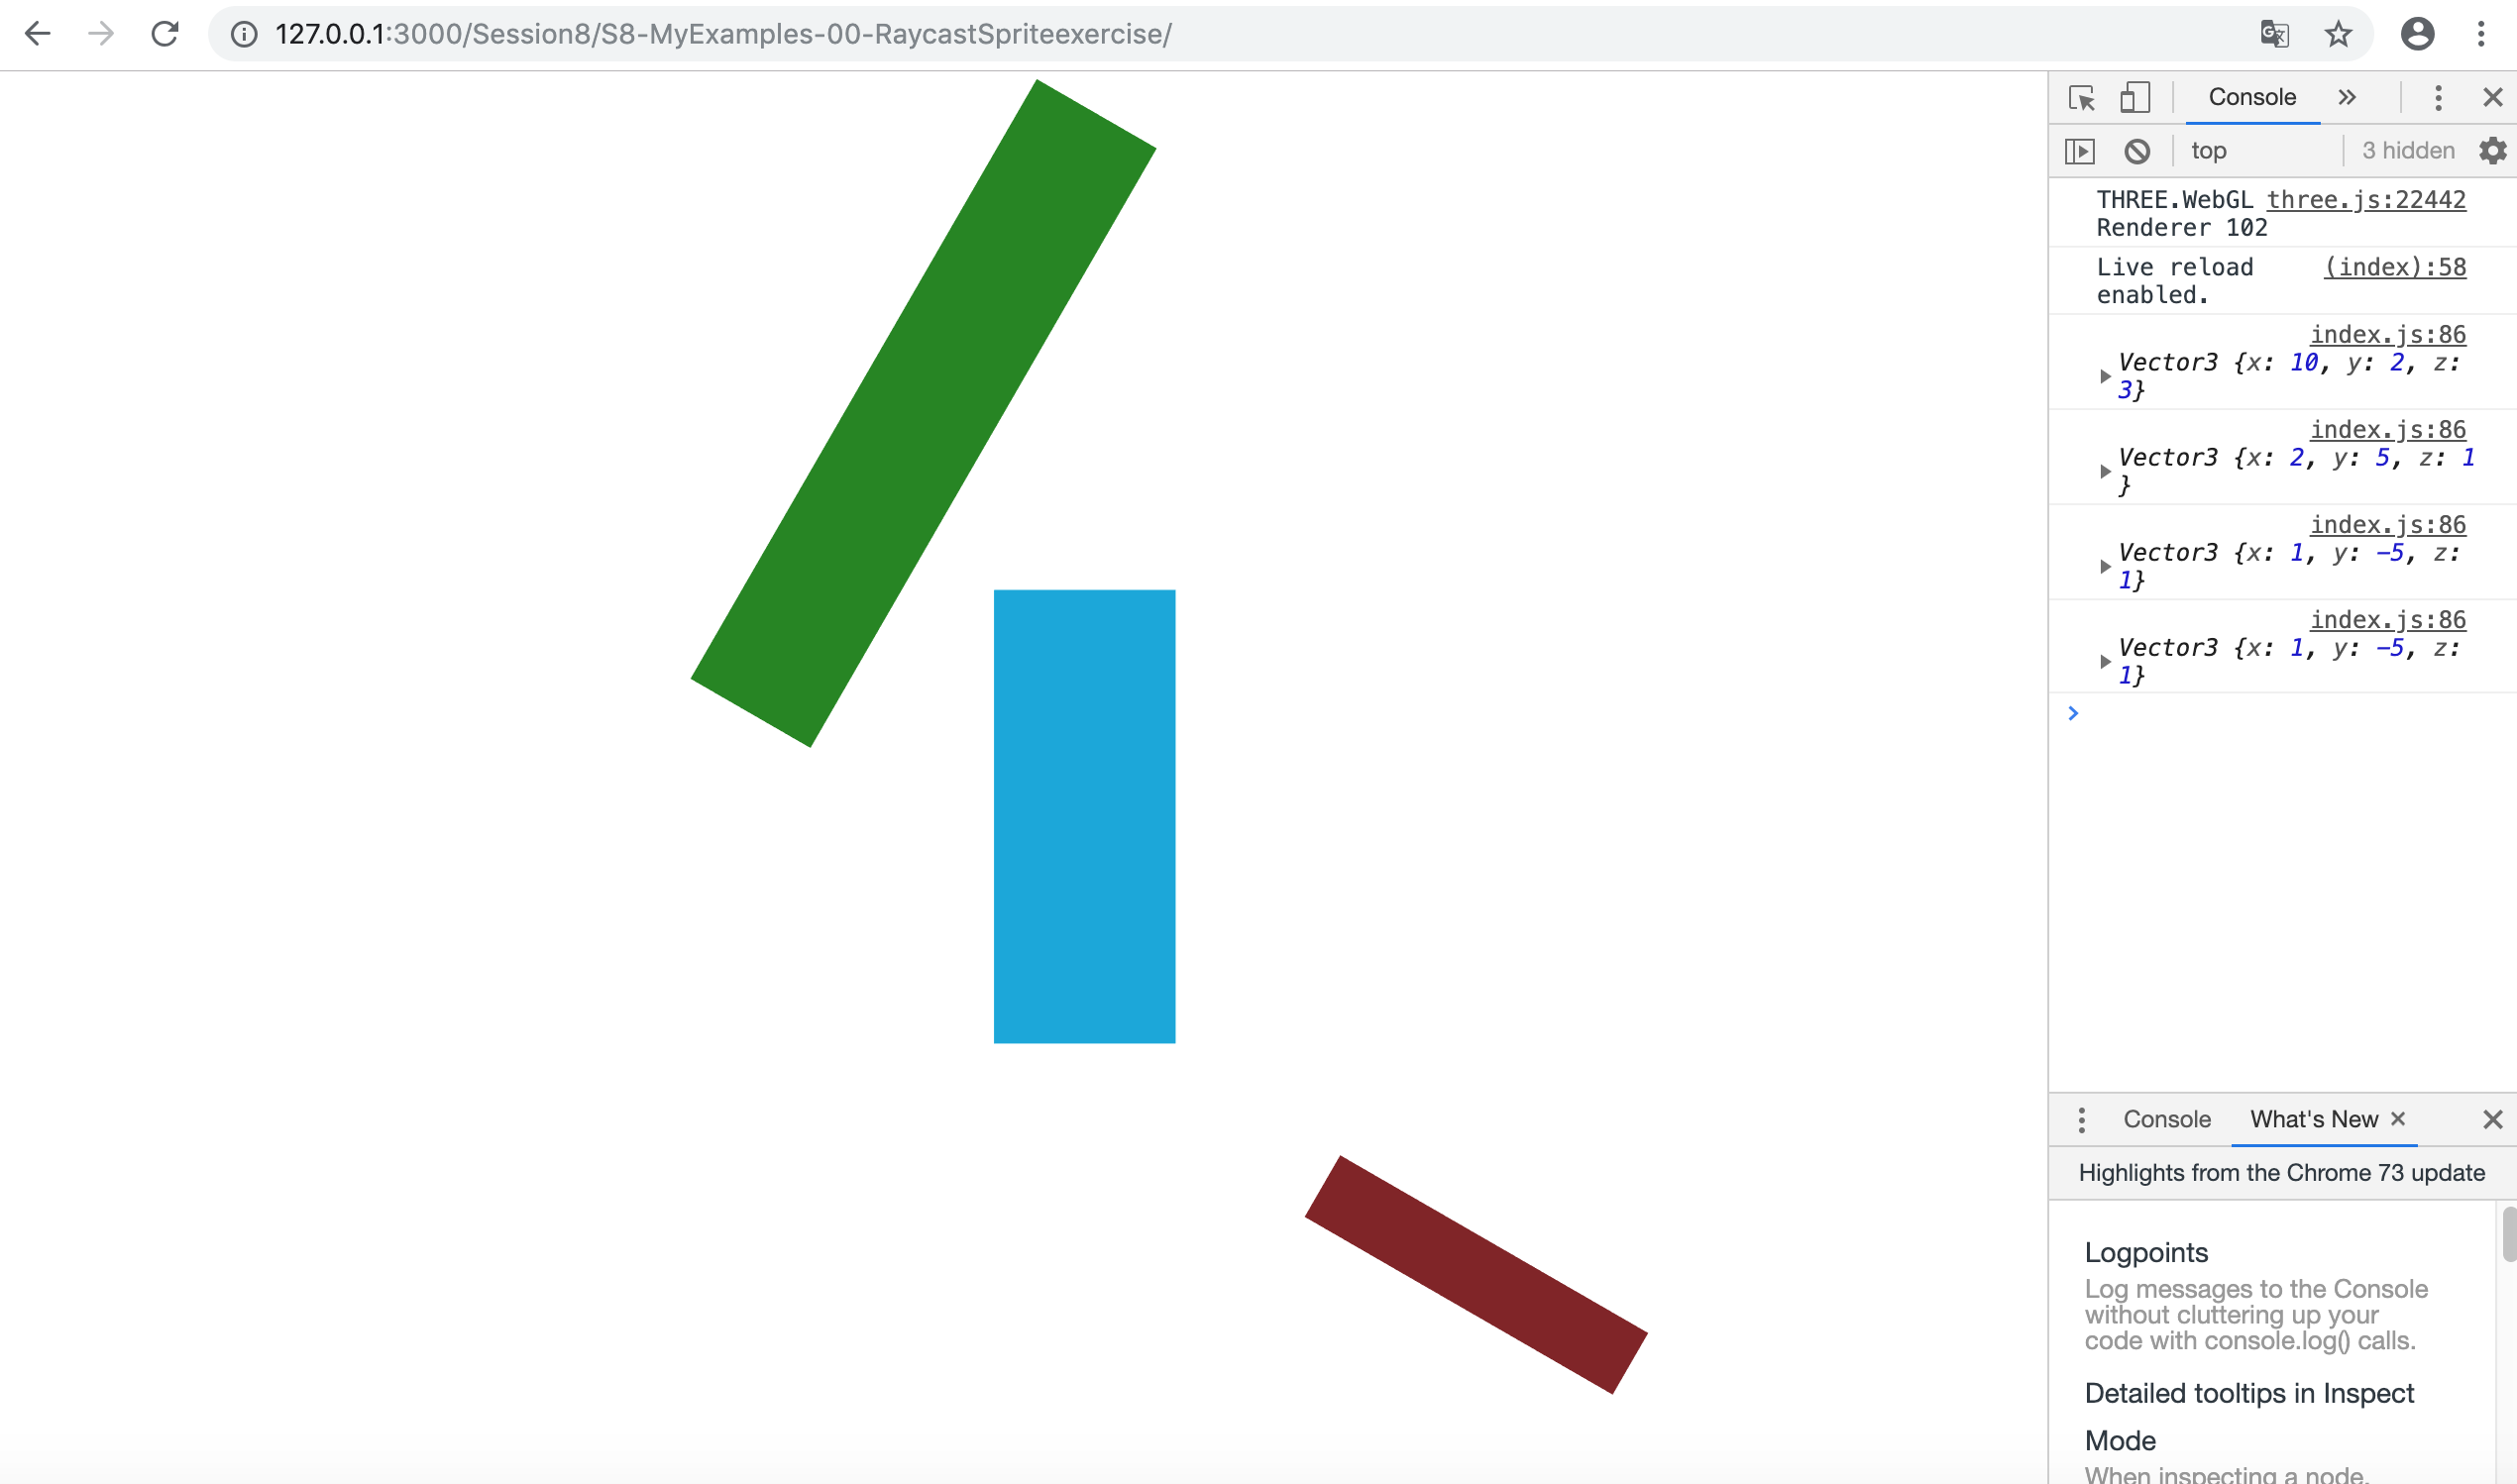 127.0.0.1:3000/Session8/S8-MyExamples-00-RaycastSpriteexercise/
Console
top
3 hidden
THREE.WebGL three.js:22442
Renderer 102
Live reload (index):58
enabled.
index.js:86
Vector3 {x: 10, y: 2, z:
3}
index.js:86
Vector3 {x: 2, y: 5, z: 1
}
index.js:86
Vector3 {x: 1, y: -5, z:
1}
index.js:86
Vector3 {x: 1, y: -5, z:
1}
Console What's New
Highlights from the Chrome 73 update
Logpoints
Log messages to the Console
without cluttering up your
code with console.log() calls.
Detailed tooltips in Inspect
Mode
When inspecting a node,